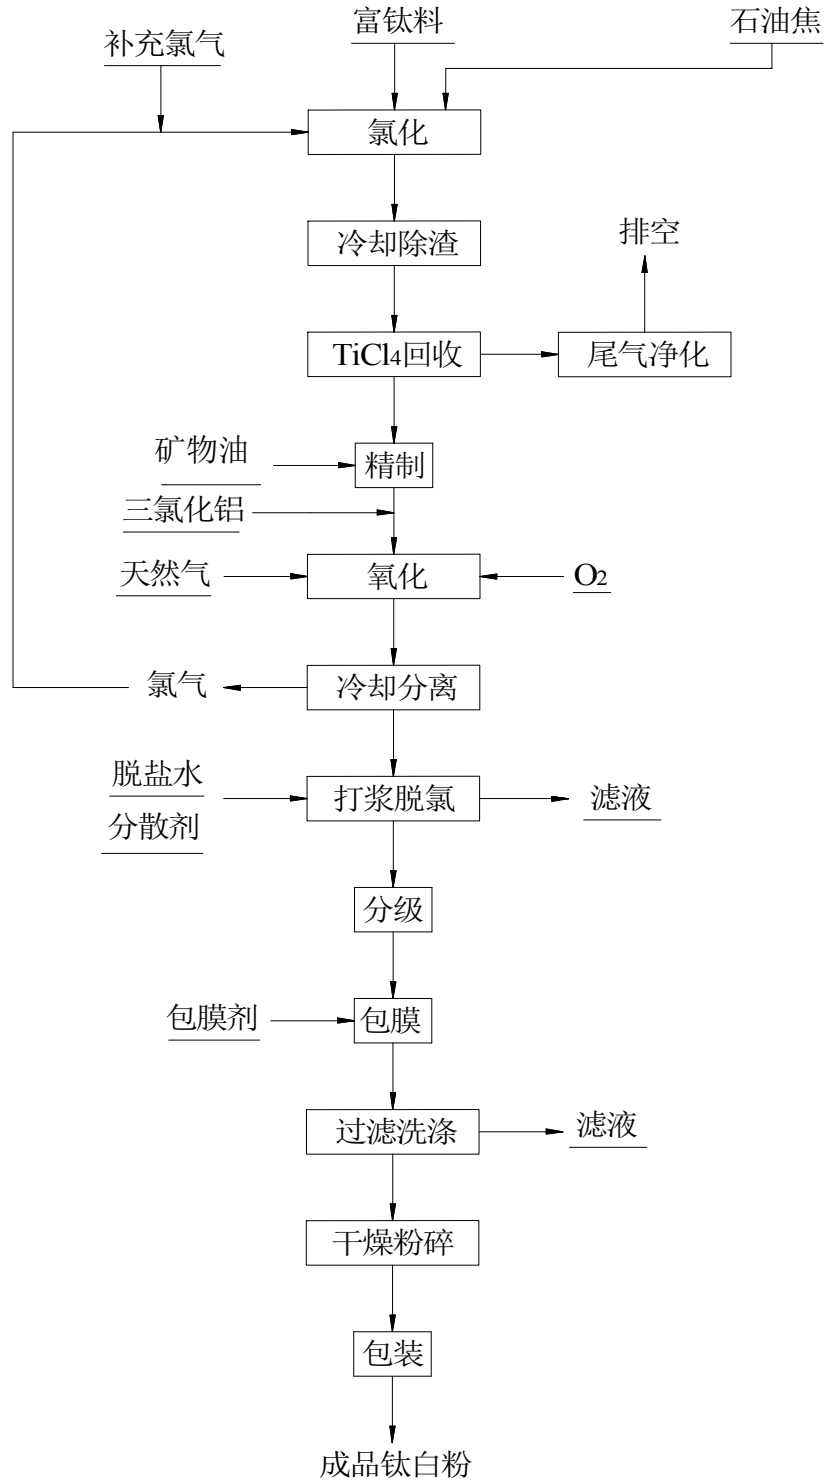 富钛料
石油焦
补充氯气
氯化
冷却除渣
排空
TiCl4回收
尾气净化
矿物油
精制
三氯化铝
天然气
氧化
O2
氯气
冷却分离
脱盐水
打浆脱氯
滤液
分散剂
分级
包膜剂
包膜
过滤洗涤
滤液
干燥粉碎
包装
成品钛白粉